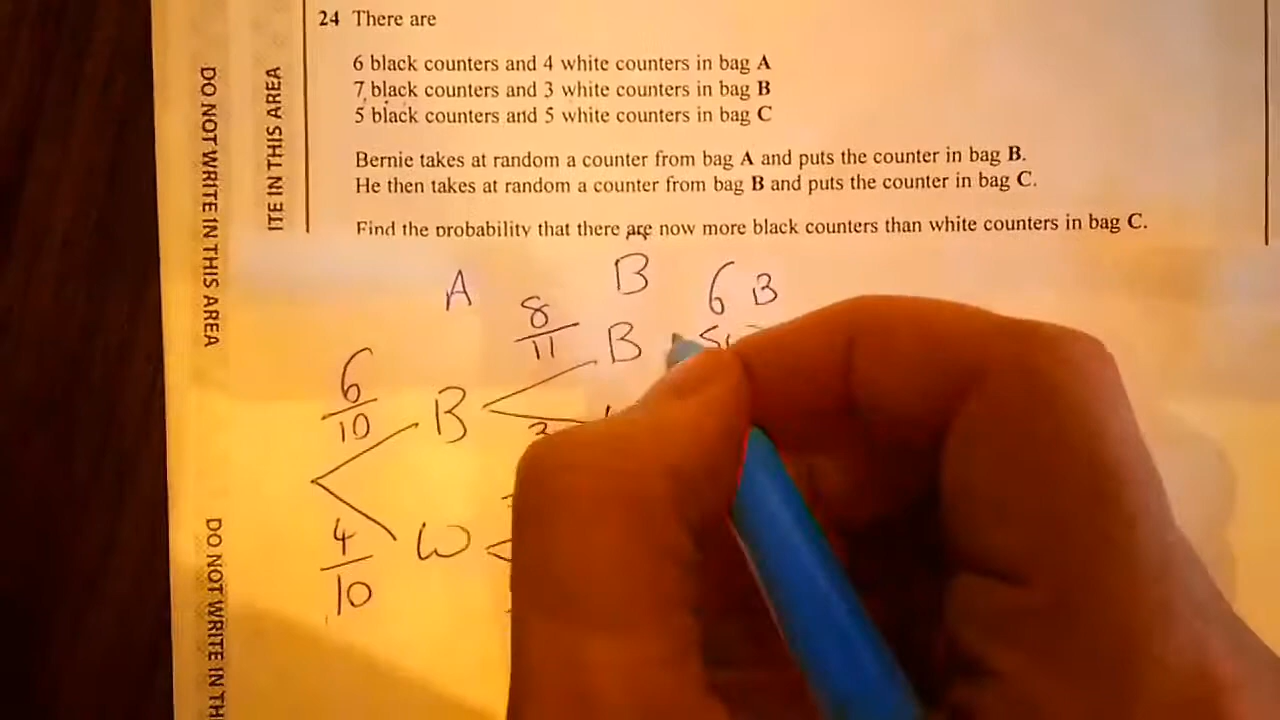 24 There are
6 black counters and 4 white counters in bag A
7 black counters and 3 white counters in bag B
5 black counters and 5 white counters in bag C
Bernie takes at random a counter from bag A and puts the counter in bag B.
He then takes at random a counter from bag B and puts the counter in bag C.
Find the probability that there are now more black counters than white counters in bag C.
DO NOT WRITE IN THIS AREA
ITE IN THIS AREA
DO NOT WRITE IN TH
A
B
6 B
8
11
B
5
6
10
B
3
4
10
W